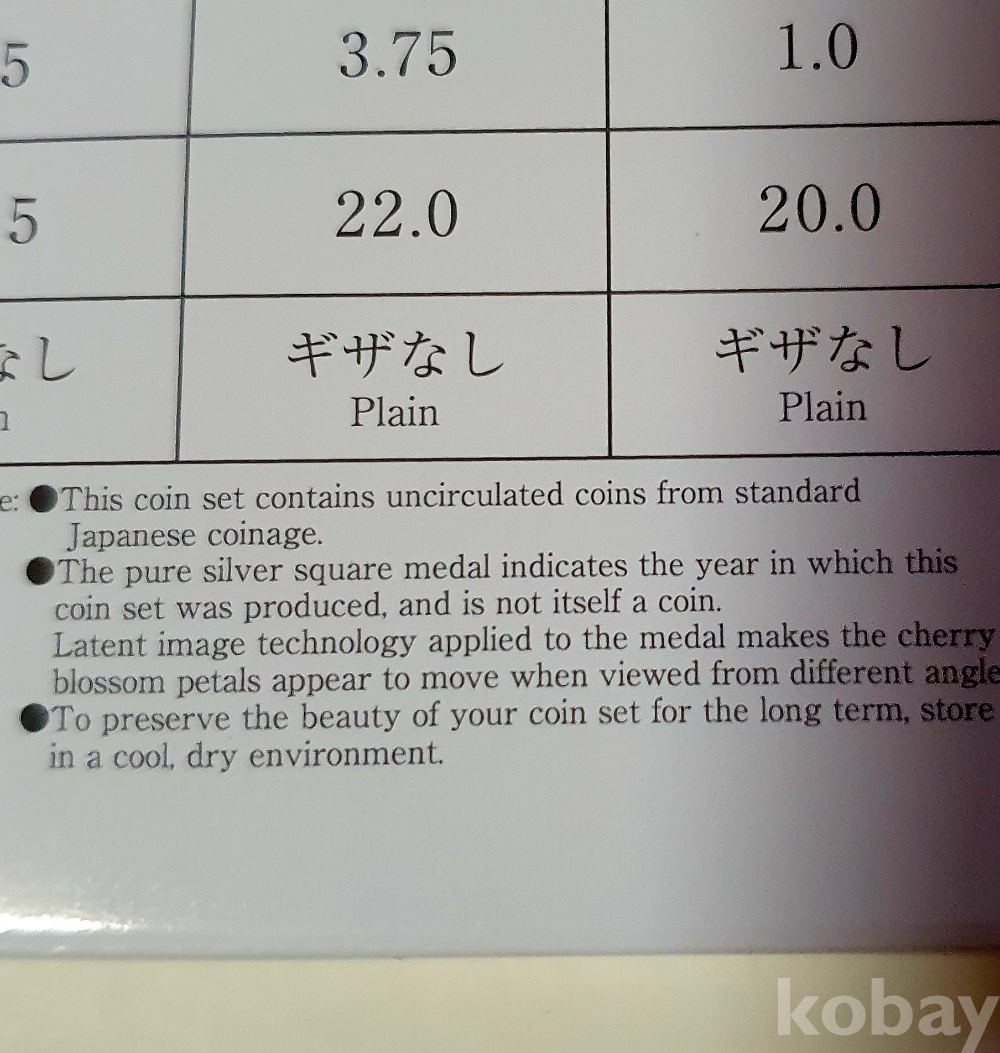 5 3.75 1.0
5 22.0 20.0
なし ギザなし ギザなし
Plain Plain
e: ●This coin set contains uncirculated coins from standard
Japanese coinage.
●The pure silver square medal indicates the year in which this
coin set was produced, and is not itself a coin.
Latent image technology applied to the medal makes the cherry
blossom petals appear to move when viewed from different angle
●To preserve the beauty of your coin set for the long term, store
in a cool, dry environment.
kobay